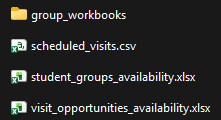 group_workbooks
scheduled_visits.csv
student_groups_availability.xlsx
visit_opportunities_availability.xlsx